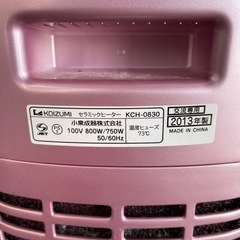 KOIZUMI セラミックヒーター KCH-0830
小泉成器株式会社
100V 800W/750W
50/60Hz
温度ヒューズ
73℃
交流専用
2013年製
MADE IN CHINA